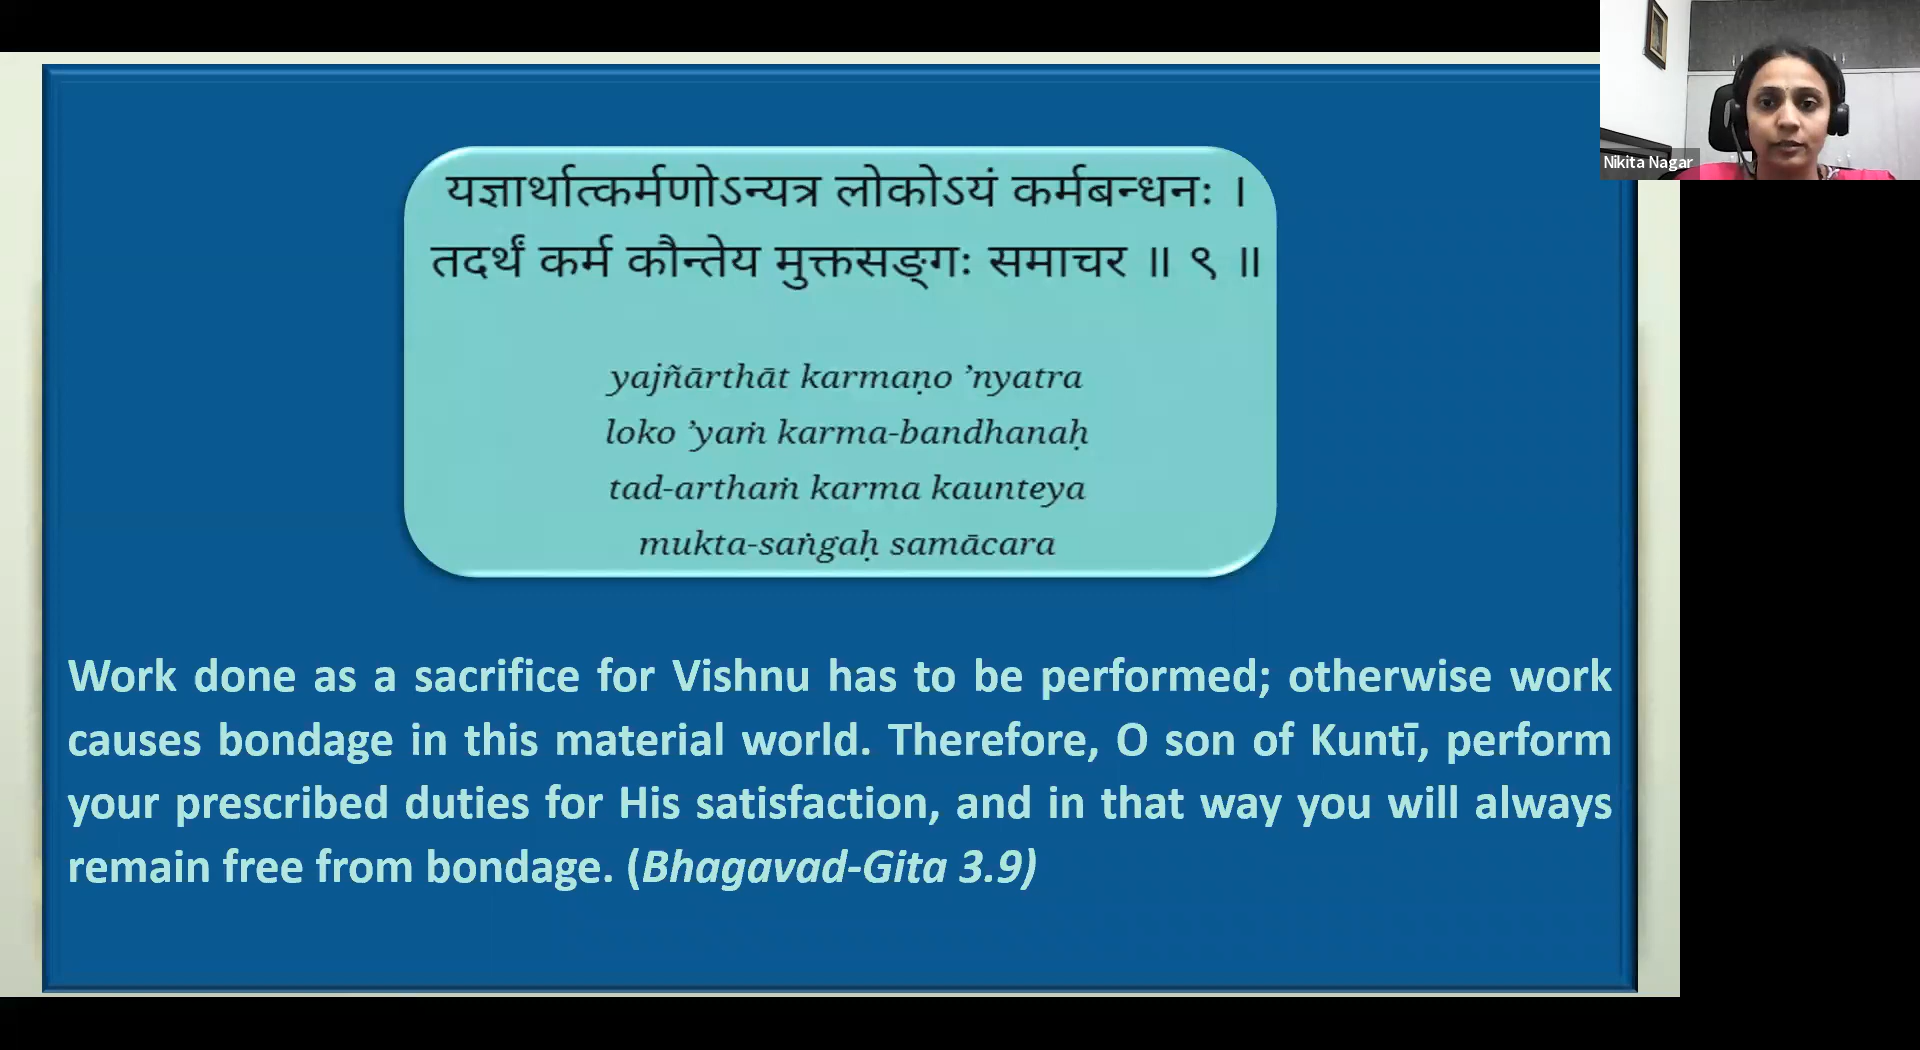 यज्ञार्थात्कर्मणोऽन्यत्र लोकोऽयं कर्मबन्धनः ।
तदर्थं कर्म कौन्तेय मुक्तसङ्गः समाचर ॥ ९ ॥
yajñārthāt karmaṇo ’nyatra
loko ’yaṁ karma-bandhanaḥ
tad-arthaṁ karma kaunteya
mukta-saṅgaḥ samācara
Work done as a sacrifice for Vishnu has to be performed; otherwise work
causes bondage in this material world. Therefore, O son of Kuntī, perform
your prescribed duties for His satisfaction, and in that way you will always
remain free from bondage. (Bhagavad-Gita 3.9)
Nikita Nagar